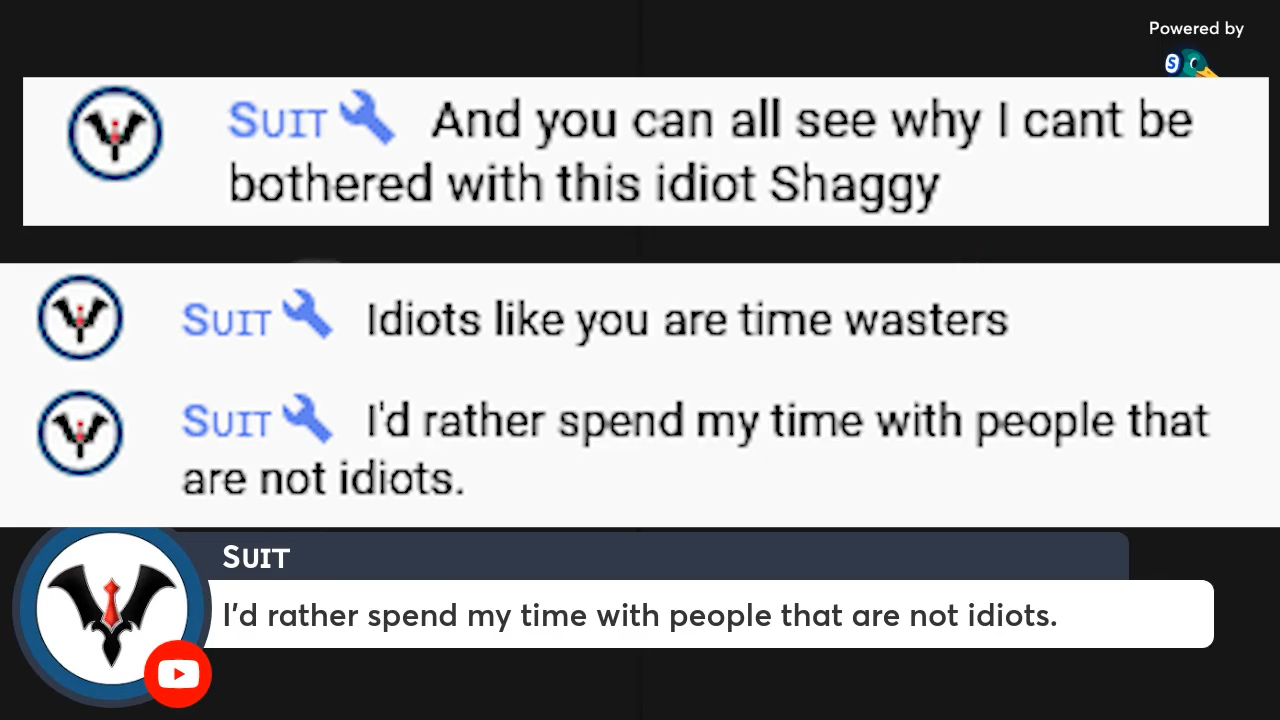 Powered by
S
Suit And you can all see why I cant be
bothered with this idiot Shaggy
Suit Idiots like you are time wasters
Suit I'd rather spend my time with people that
are not idiots.
Suit
I'd rather spend my time with people that are not idiots.